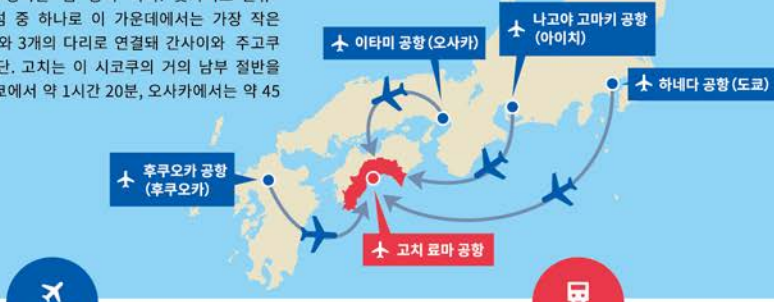 섬 중 하나로 이 가운데에서는 가장 작은
와 3개의 다리로 연결돼 간사이와 주고쿠
단. 고치는 이 시코쿠의 거의 남부 절반을
에서 약 1시간 20분, 오사카에서는 약 45
이타미 공항(오사카)
나고야 고마키 공항
(아이치)
하네다 공항(도쿄)
후쿠오카 공항
(후쿠오카)
고치 료마 공항